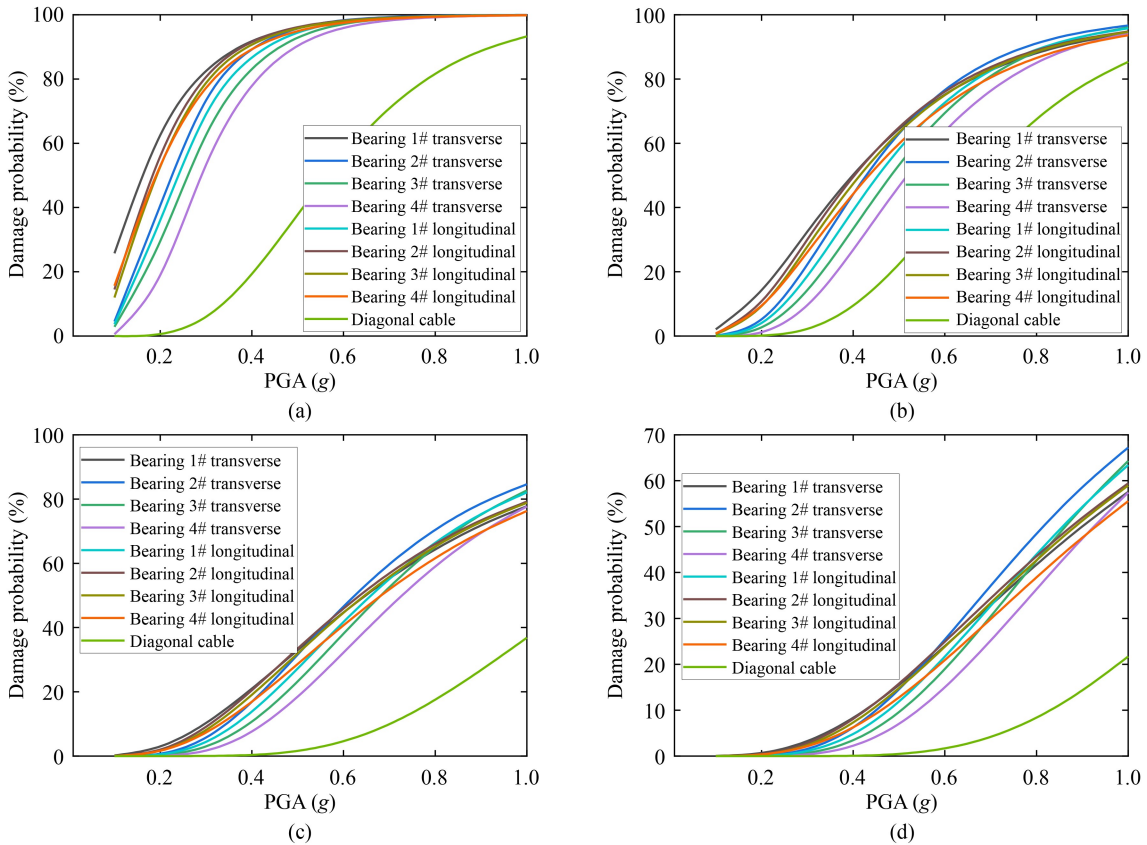 100
80
60
40
20
0
Damage probability (%)
Bearing 1# transverse
Bearing 2# transverse
Bearing 3# transverse
Bearing 4# transverse
Bearing 1# longitudinal
Bearing 2# longitudinal
Bearing 3# longitudinal
Bearing 4# longitudinal
Diagonal cable
0.2 0.4 0.6 0.8 1.0
PGA (g)
(a)
100
80
60
40
20
0
Damage probability (%)
Bearing 1# transverse
Bearing 2# transverse
Bearing 3# transverse
Bearing 4# transverse
Bearing 1# longitudinal
Bearing 2# longitudinal
Bearing 3# longitudinal
Bearing 4# longitudinal
Diagonal cable
0.2 0.4 0.6 0.8 1.0
PGA (g)
(b)
100
80
60
40
20
0
Damage probability (%)
Bearing 1# transverse
Bearing 2# transverse
Bearing 3# transverse
Bearing 4# transverse
Bearing 1# longitudinal
Bearing 2# longitudinal
Bearing 3# longitudinal
Bearing 4# longitudinal
Diagonal cable
0.2 0.4 0.6 0.8 1.0
PGA (g)
(c)
70
60
50
40
30
20
10
0
Damage probability (%)
Bearing 1# transverse
Bearing 2# transverse
Bearing 3# transverse
Bearing 4# transverse
Bearing 1# longitudinal
Bearing 2# longitudinal
Bearing 3# longitudinal
Bearing 4# longitudinal
Diagonal cable
0.2 0.4 0.6 0.8 1.0
PGA (g)
(d)